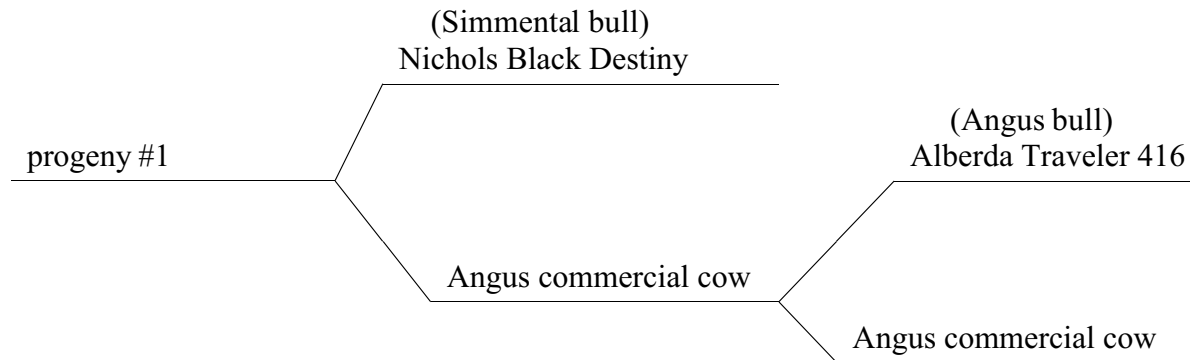 (Simmental bull)
Nichols Black Destiny
(Angus bull)
progeny #1
Alberda Traveler 416
Angus commercial cow
Angus commercial cow